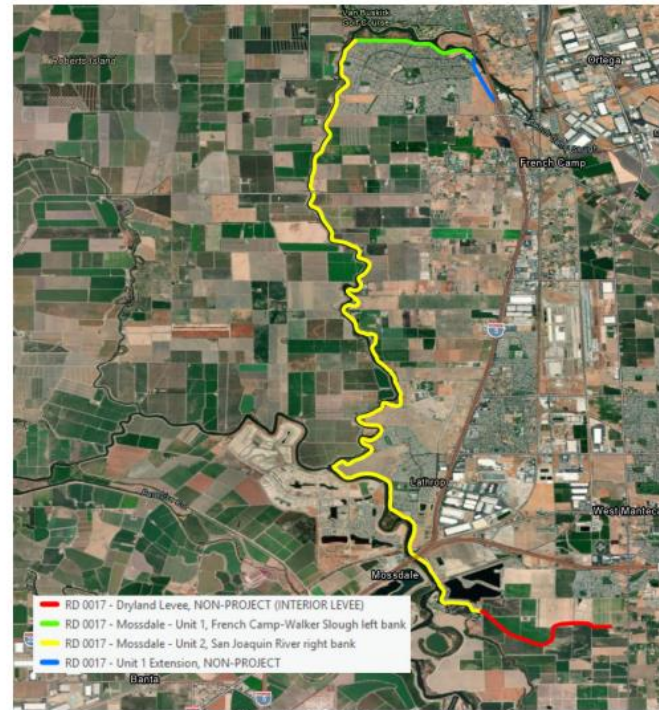 Van Buskirk
Golf Course
Roberts Island
Ortega
French Camp
5
Lathrop
West Manteca
Mossdale
RD 0017 - Dryland Levee, NON-PROJECT (INTERIOR LEVEE)
RD 0017 - Mossdale - Unit 1, French Camp-Walker Slough left bank
RD 0017 - Mossdale - Unit 2, San Joaquin River right bank
RD 0017 - Unit 1 Extension, NON-PROJECT
Banta